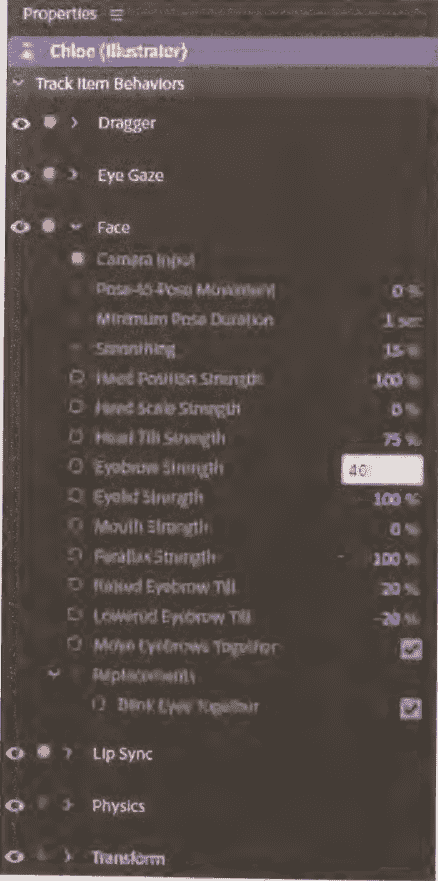 Properties
Chloe (Illustrator)
Track Item Behaviors
Dragger
Eye Gaze
Face
Camera Input
Pose-to-Pose Movement 0 %
Minimum Pose Duration 1 sec
Smoothing 15 %
Head Position Strength 100 %
Head Scale Strength 0 %
Head Tilt Strength 75 %
Eyebrow Strength 40
Eyelid Strength 100 %
Mouth Strength 0 %
Parallax Strength 100 %
Raised Eyebrow Tilt 20 %
Lowered Eyebrow Tilt -20 %
Move Eyebrows Together
Replacements
Blink Eyes Together
Lip Sync
Physics
Transform